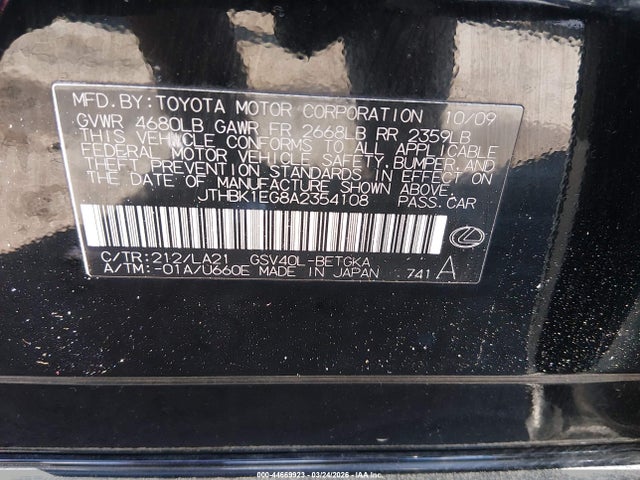 MFD.BY:TOYOTA MOTOR CORPORATION 10/09
GVWR 4680LB GAWR FR 2668LB RR 2359LB
THIS VEHICLE CONFORMS TO ALL APPLICABLE
FEDERAL MOTOR VEHICLE SAFETY,BUMPER,AND
THEFT PREVENTION STANDARDS IN EFFECT ON
THE DATE OF MANUFACTURE SHOWN ABOVE.
JTHBK1EG8A2354108 PASS.CAR
C/TR:212/LA21 GSV40L-BETGKA
A/TM:-01A/U660E MADE IN JAPAN 741 A
000-44669923 - 03/24/2026 - IAAI, Inc.